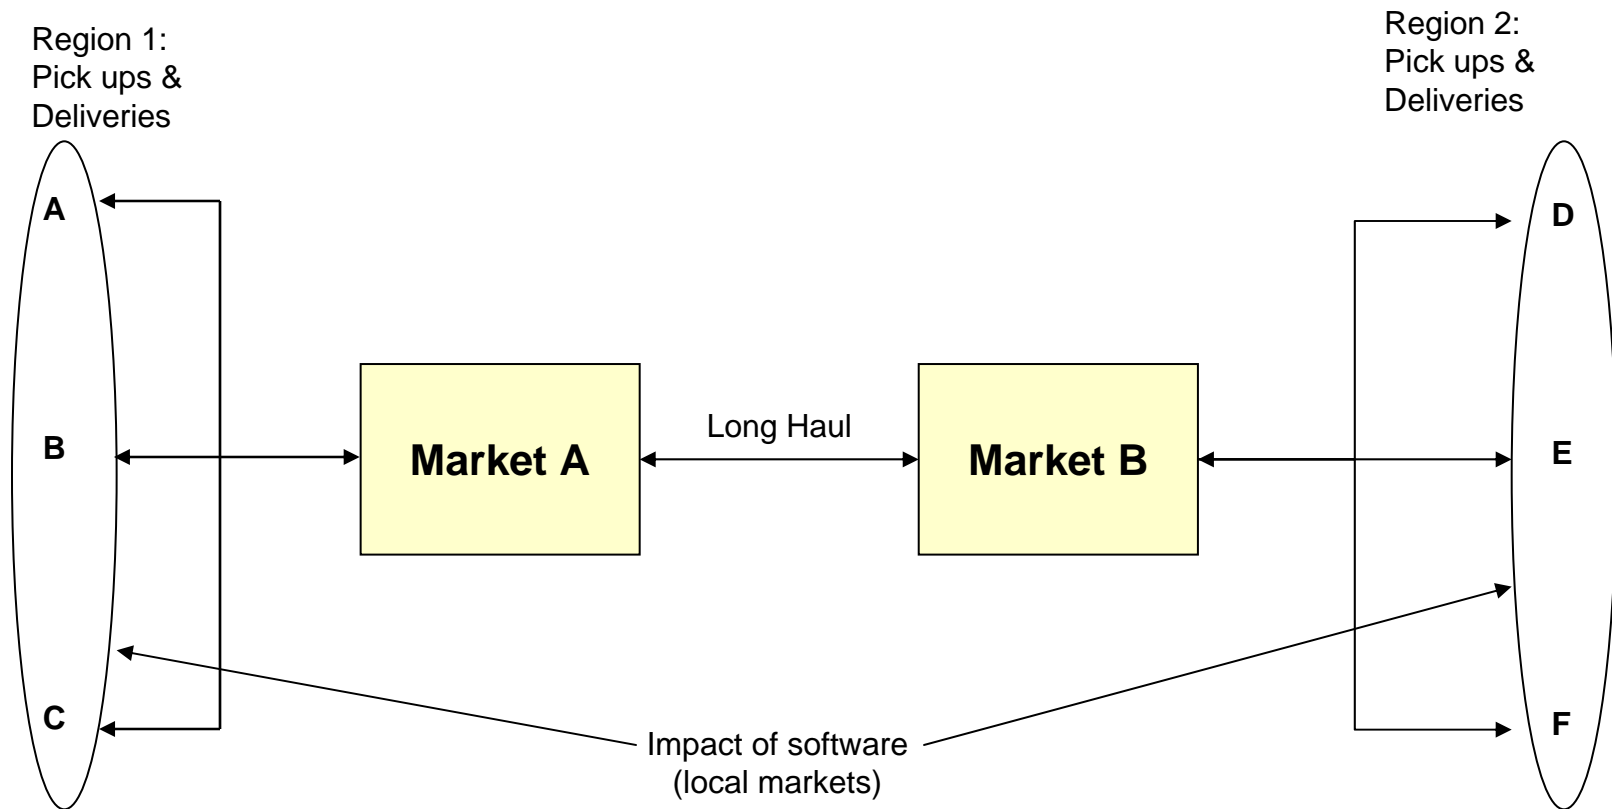 Region 1:
Pick ups &
Deliveries
Region 2:
Pick ups &
Deliveries
A
B
C
Market A
Long Haul
Market B
D
E
F
Impact of software
(local markets)